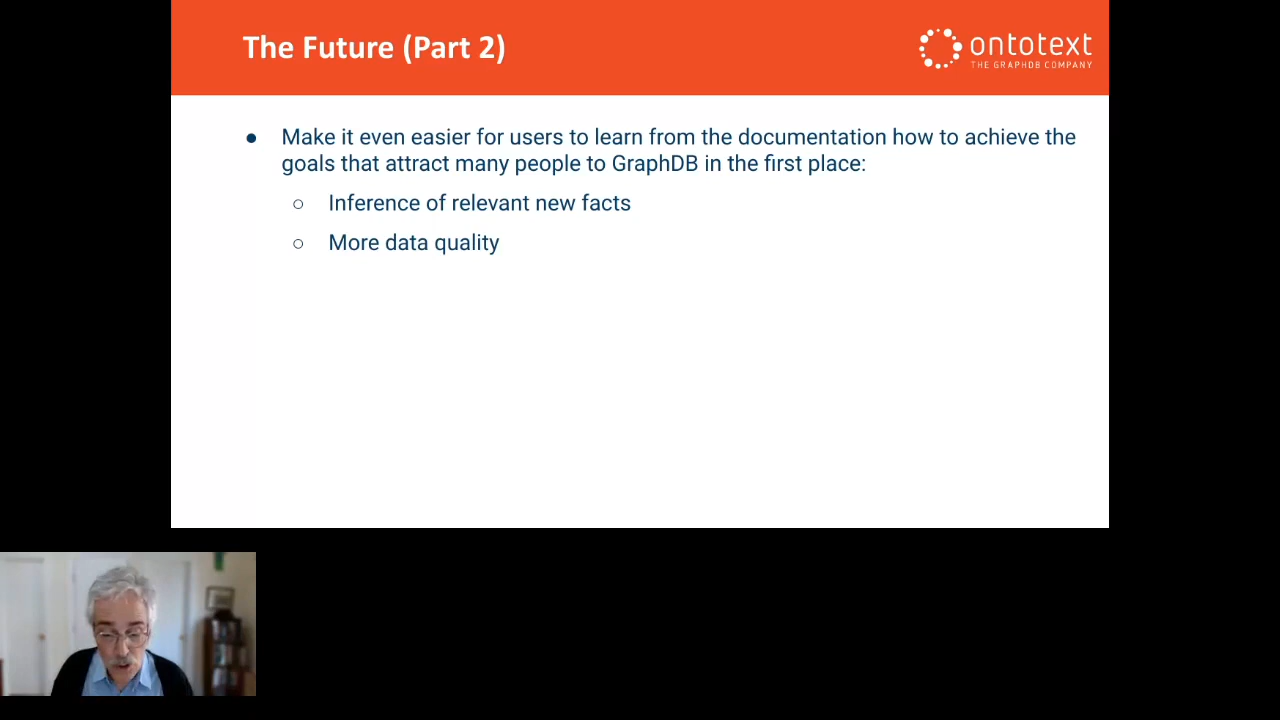 The Future (Part 2)
ontotext
THE GRAPHDB COMPANY
● Make it even easier for users to learn from the documentation how to achieve the
goals that attract many people to GraphDB in the first place:
○ Inference of relevant new facts
○ More data quality